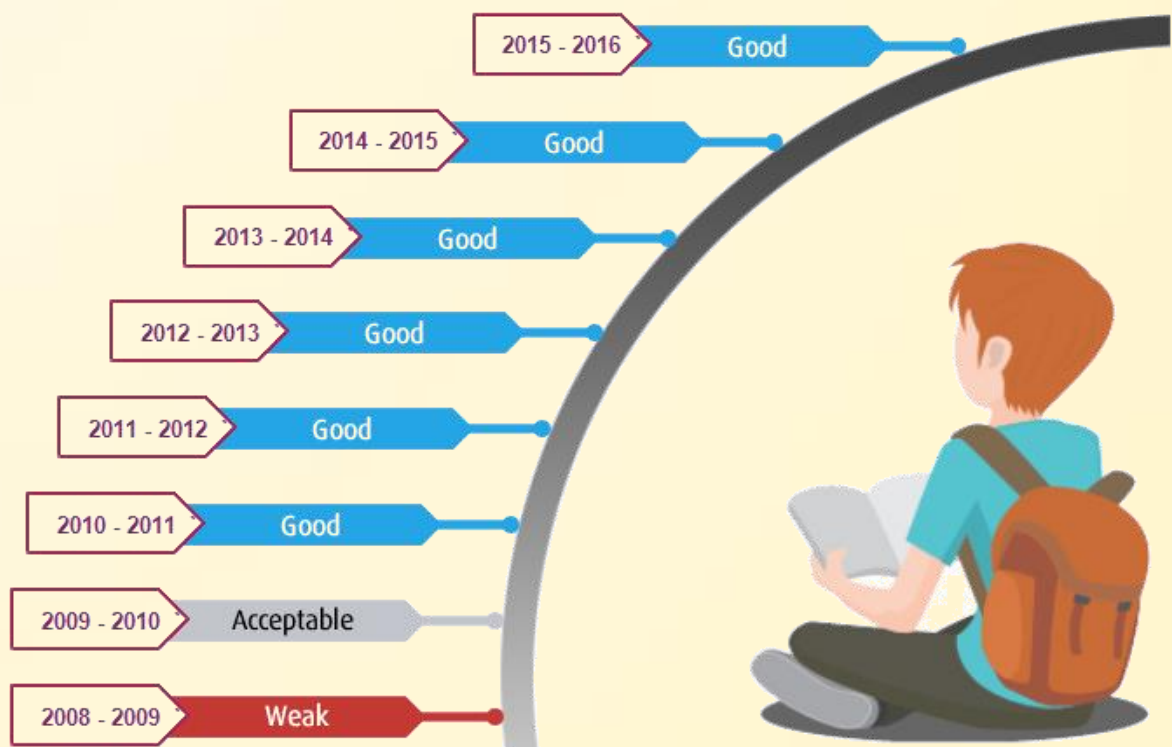 2015 - 2016 Good
2014 - 2015 Good
2013 - 2014 Good
2012 - 2013 Good
2011 - 2012 Good
2010 - 2011 Good
2009 - 2010 Acceptable
2008 - 2009 Weak